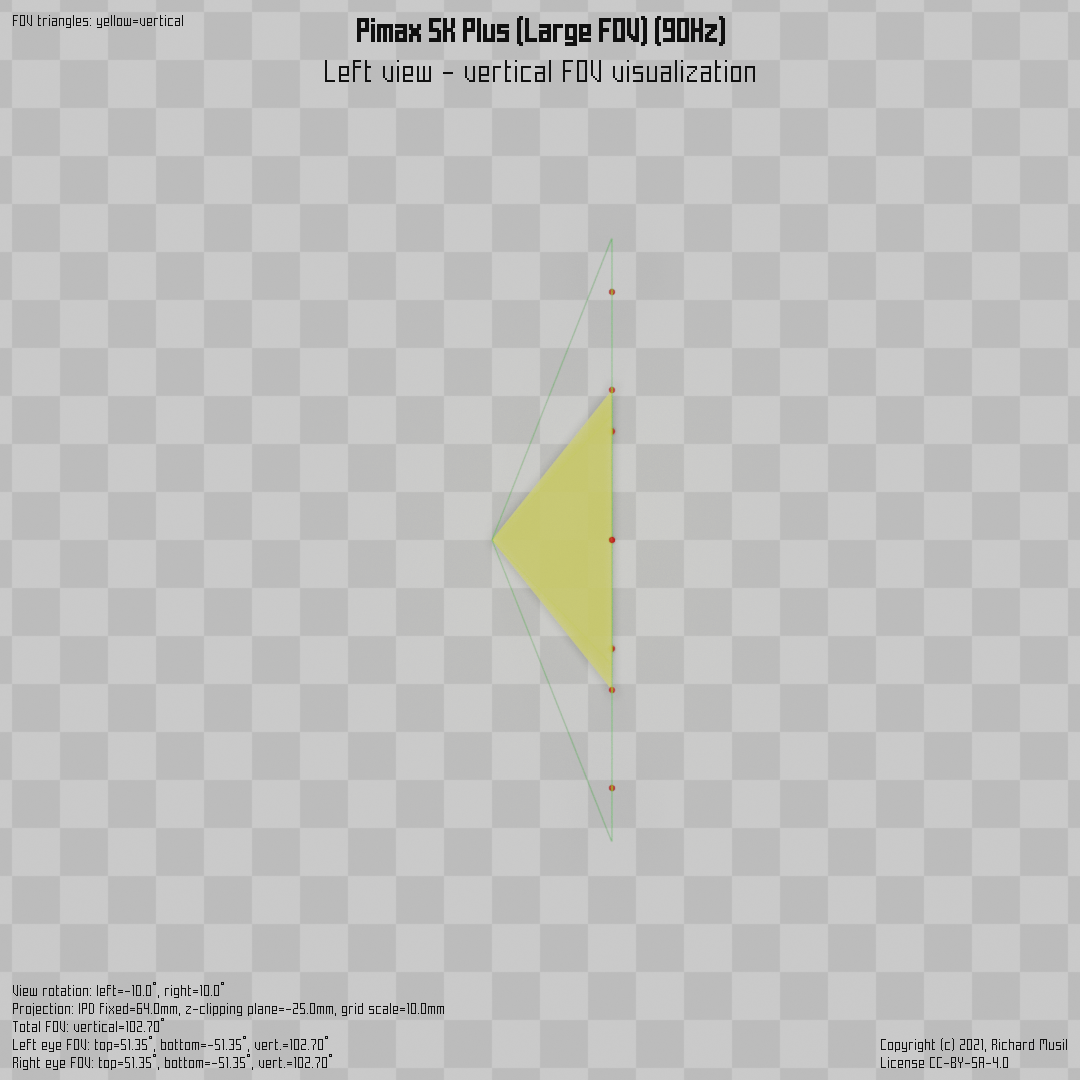 FOV triangles: yellow=vertical
Pimax 5K Plus (Large FOV) (90Hz)
Left view - vertical FOV visualization
View rotation: left=-10.0°, right=10.0°
Projection: IPD fixed=64.0mm, z-clipping plane=-25.0mm, grid scale=10.0mm
Total FOV: vertical=102.70°
Left eye FOV: top=51.35°, bottom=-51.35°, vert.=102.70°
Right eye FOV: top=51.35°, bottom=-51.35°, vert.=102.70°
Copyright (c) 2021, Richard Musil
License CC-BY-SA-4.0